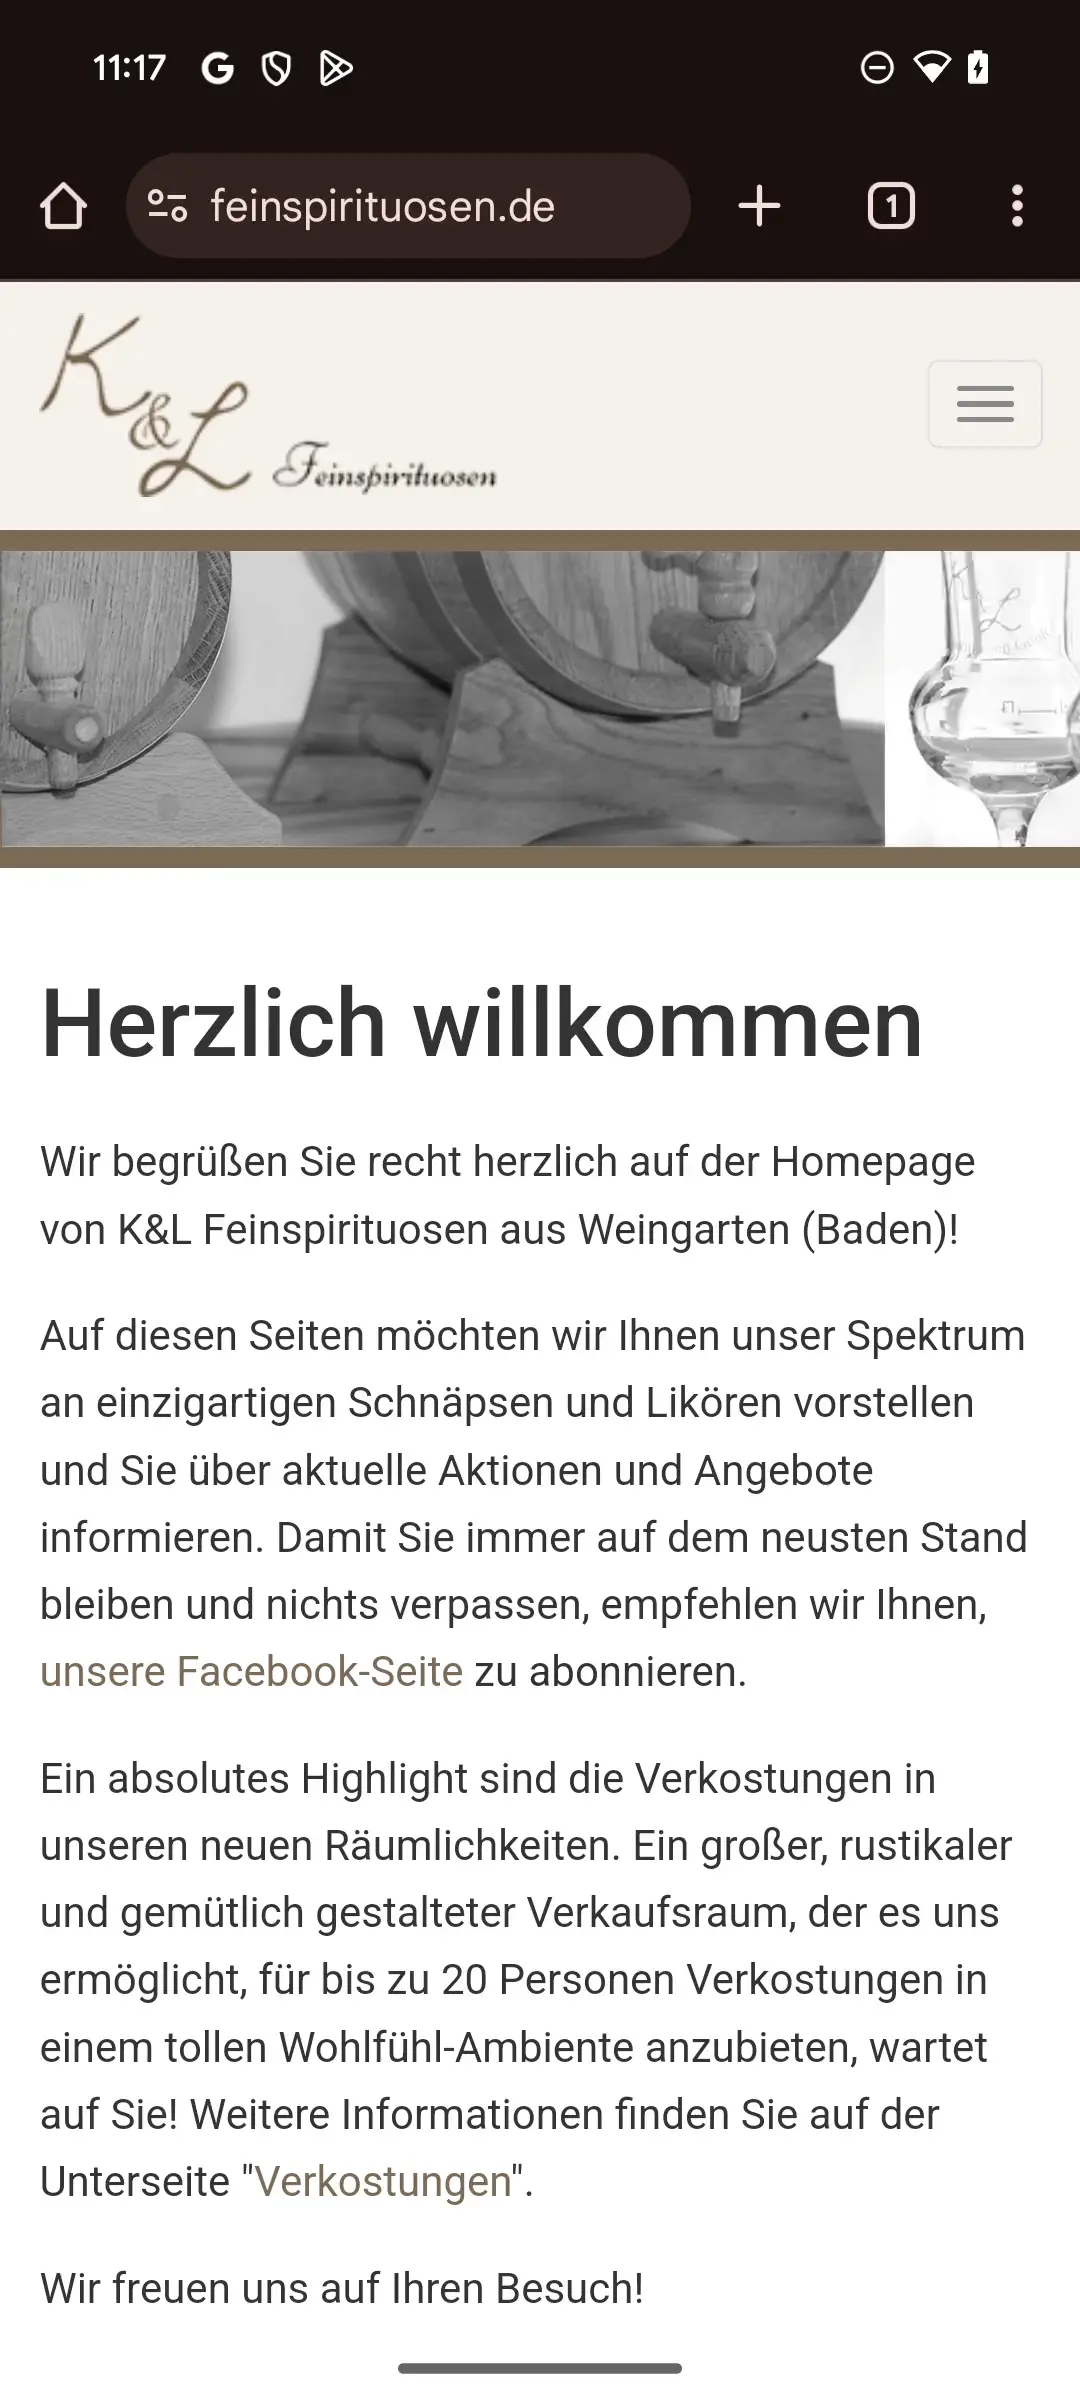 11:17
feinspirituosen.de
1
K&L Feinspirituosen
Herzlich willkommen
Wir begrüßen Sie recht herzlich auf der Homepage
von K&L Feinspirituosen aus Weingarten (Baden)!
Auf diesen Seiten möchten wir Ihnen unser Spektrum
an einzigartigen Schnäpsen und Likören vorstellen
und Sie über aktuelle Aktionen und Angebote
informieren. Damit Sie immer auf dem neusten Stand
bleiben und nichts verpassen, empfehlen wir Ihnen,
unsere Facebook-Seite zu abonnieren.
Ein absolutes Highlight sind die Verkostungen in
unseren neuen Räumlichkeiten. Ein großer, rustikaler
und gemütlich gestalteter Verkaufsraum, der es uns
ermöglicht, für bis zu 20 Personen Verkostungen in
einem tollen Wohlfühl-Ambiente anzubieten, wartet
auf Sie! Weitere Informationen finden Sie auf der
Unterseite "Verkostungen".
Wir freuen uns auf Ihren Besuch!